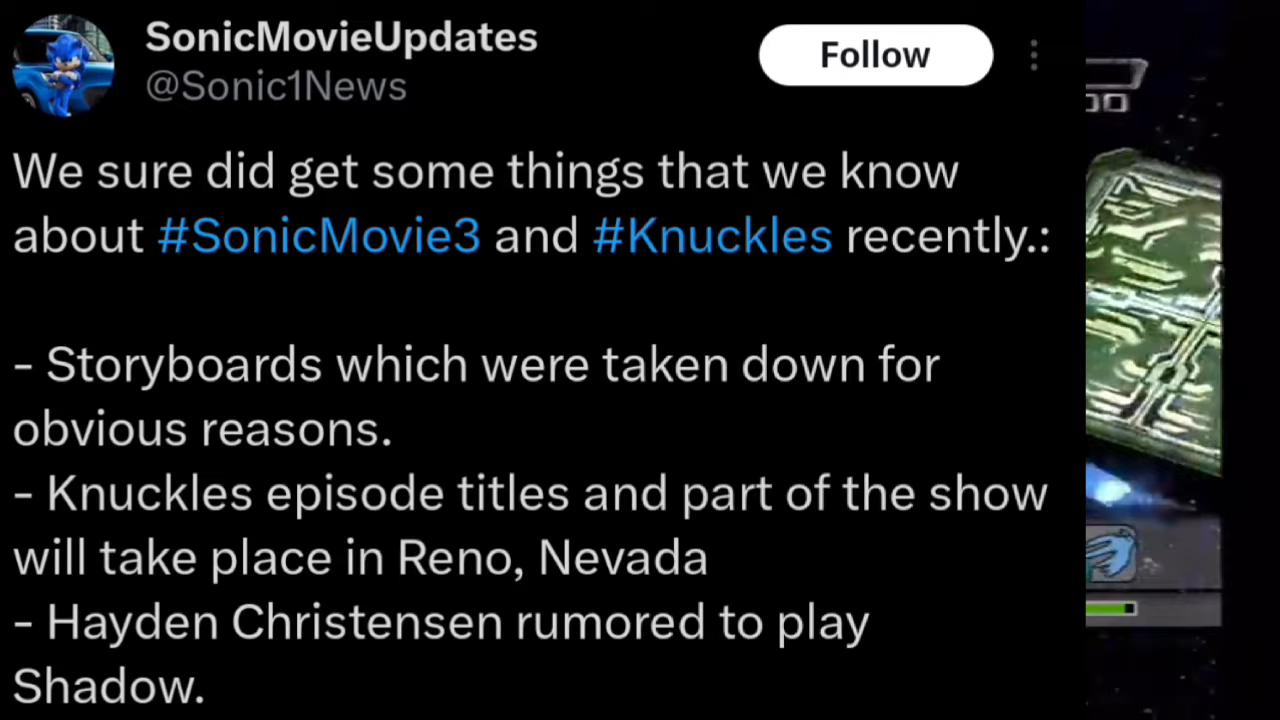 SonicMovieUpdates
Follow
@Sonic1News
We sure did get some things that we know
about #SonicMovie3 and #Knuckles recently.:
- Storyboards which were taken down for
obvious reasons.
- Knuckles episode titles and part of the show
will take place in Reno, Nevada
- Hayden Christensen rumored to play
Shadow.